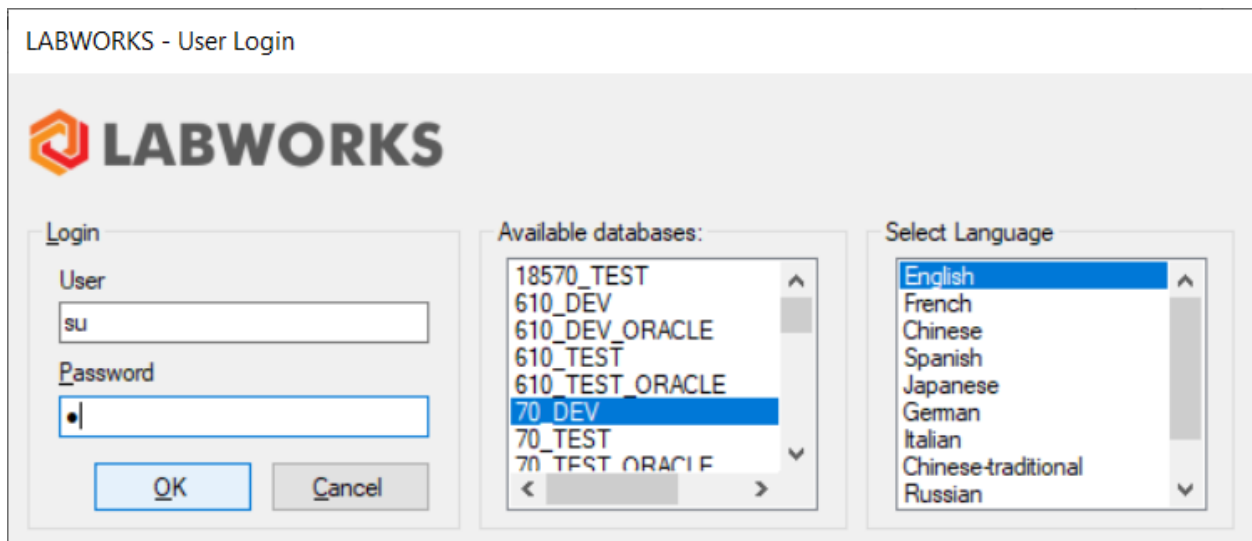 LABWORKS - User Login
LABWORKS
Login
User
su
Password
●
OK
Cancel
Available databases:
18570_TEST
610_DEV
610_DEV_ORACLE
610_TEST
610_TEST_ORACLE
70_DEV
70_TEST
70_TEST_ORACLE
Select Language
English
French
Chinese
Spanish
Japanese
German
Italian
Chinese-traditional
Russian